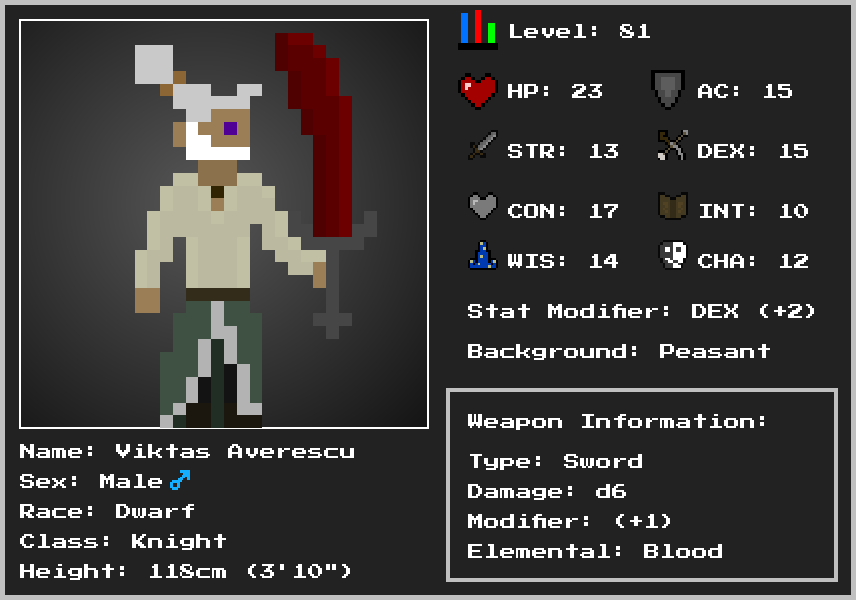 Level: 81
HP: 23 AC: 15
STR: 13 DEX: 15
CON: 17 INT: 10
WIS: 14 CHA: 12
Stat Modifier: DEX (+2)
Background: Peasant
Weapon Information:
Type: Sword
Damage: d6
Modifier: (+1)
Elemental: Blood
Name: Viktas Averescu
Sex: Male ♂
Race: Dwarf
Class: Knight
Height: 118cm (3'10")